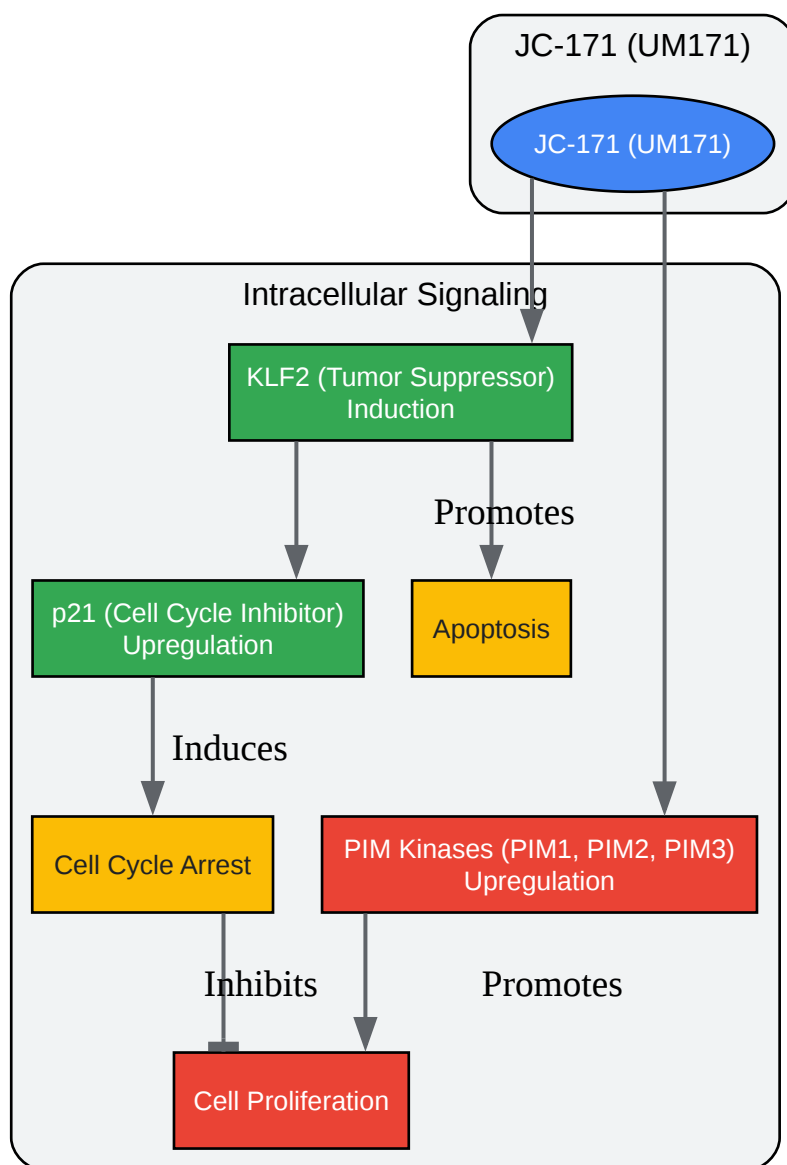 JC-171 (UM171)
JC-171 (UM171)
Intracellular Signaling
KLF2 (Tumor Suppressor)
Induction
Promotes
p21 (Cell Cycle Inhibitor)
Upregulation
Apoptosis
Induces
Cell Cycle Arrest
PIM Kinases (PIM1, PIM2, PIM3)
Upregulation
Inhibits
Promotes
Cell Proliferation